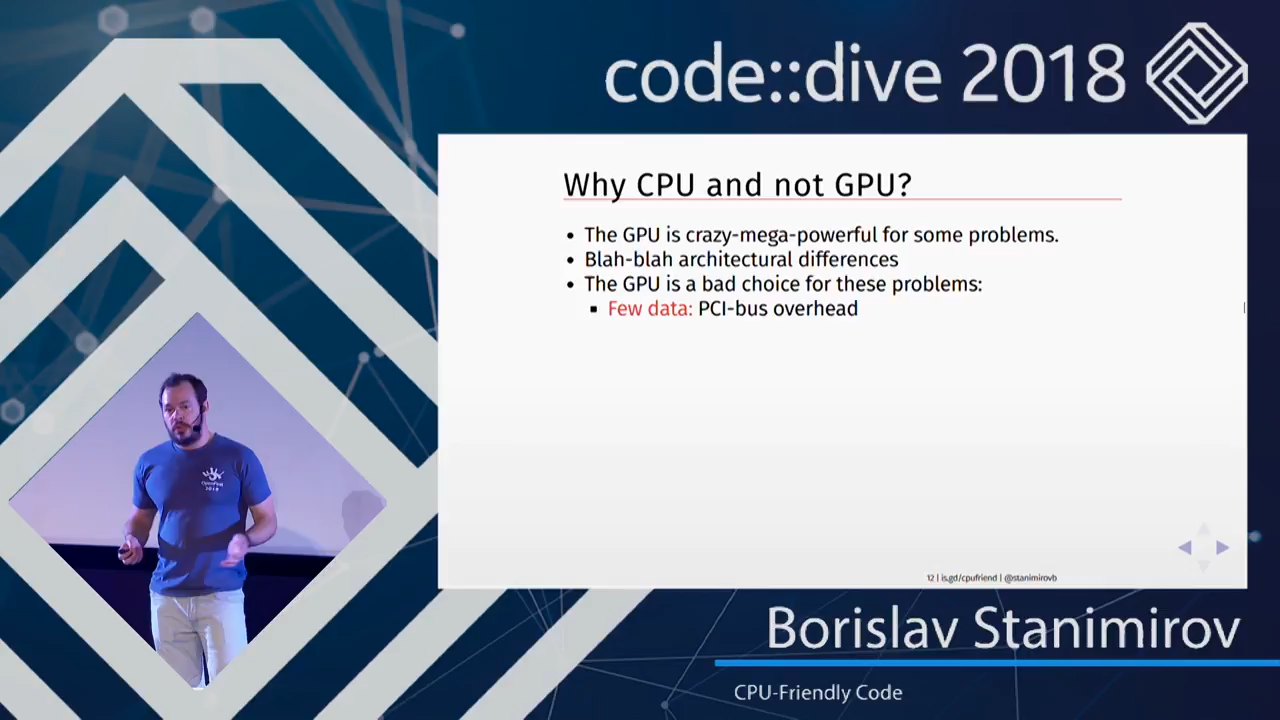 code::dive 2018
Why CPU and not GPU?
• The GPU is crazy-mega-powerful for some problems.
• Blah-blah architectural differences
• The GPU is a bad choice for these problems:
▪ Few data: PCI-bus overhead
12 | is.gd/cpufriend | @stanimirovb
Borislav Stanimirov
CPU-Friendly Code